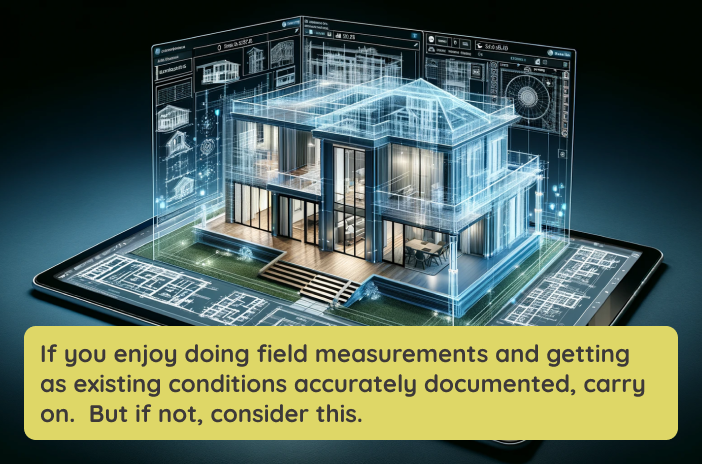 If you enjoy doing field measurements and getting
as existing conditions accurately documented, carry
on.  But if not, consider this.